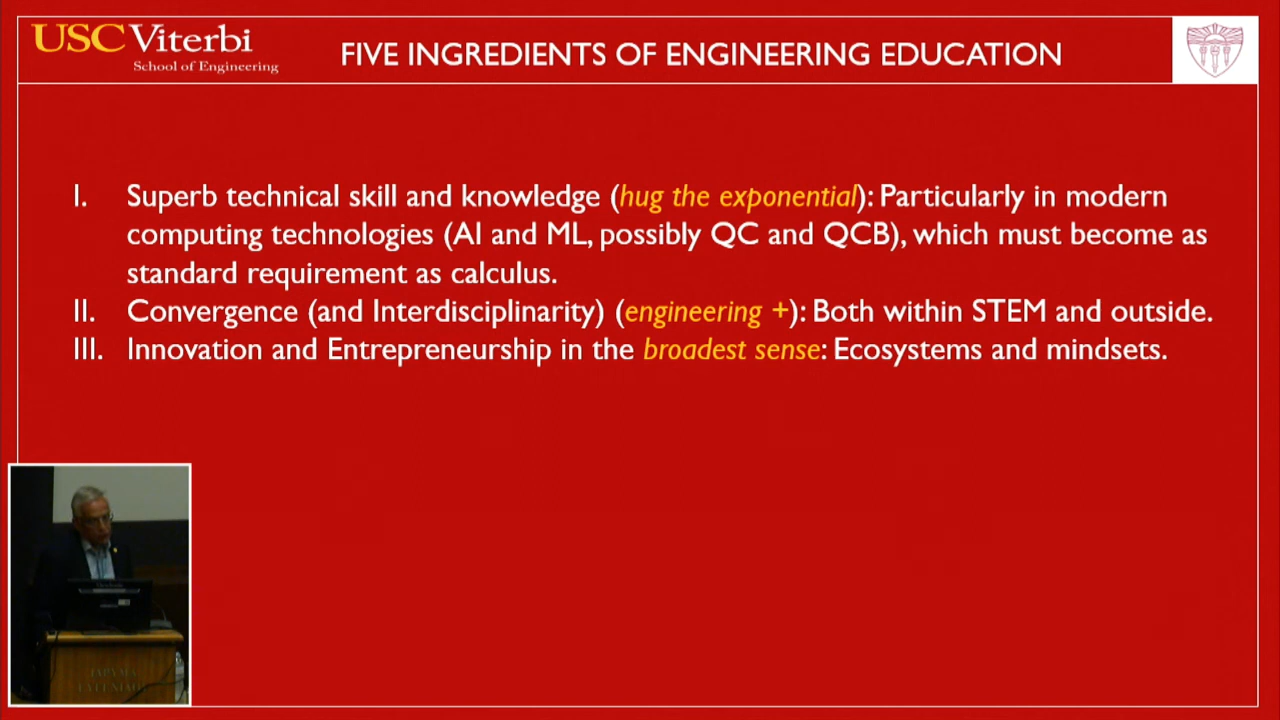 USC Viterbi
School of Engineering
FIVE INGREDIENTS OF ENGINEERING EDUCATION
I. Superb technical skill and knowledge (hug the exponential): Particularly in modern
computing technologies (AI and ML, possibly QC and QCB), which must become as
standard requirement as calculus.
II. Convergence (and Interdisciplinarity) (engineering +): Both within STEM and outside.
III. Innovation and Entrepreneurship in the broadest sense: Ecosystems and mindsets.